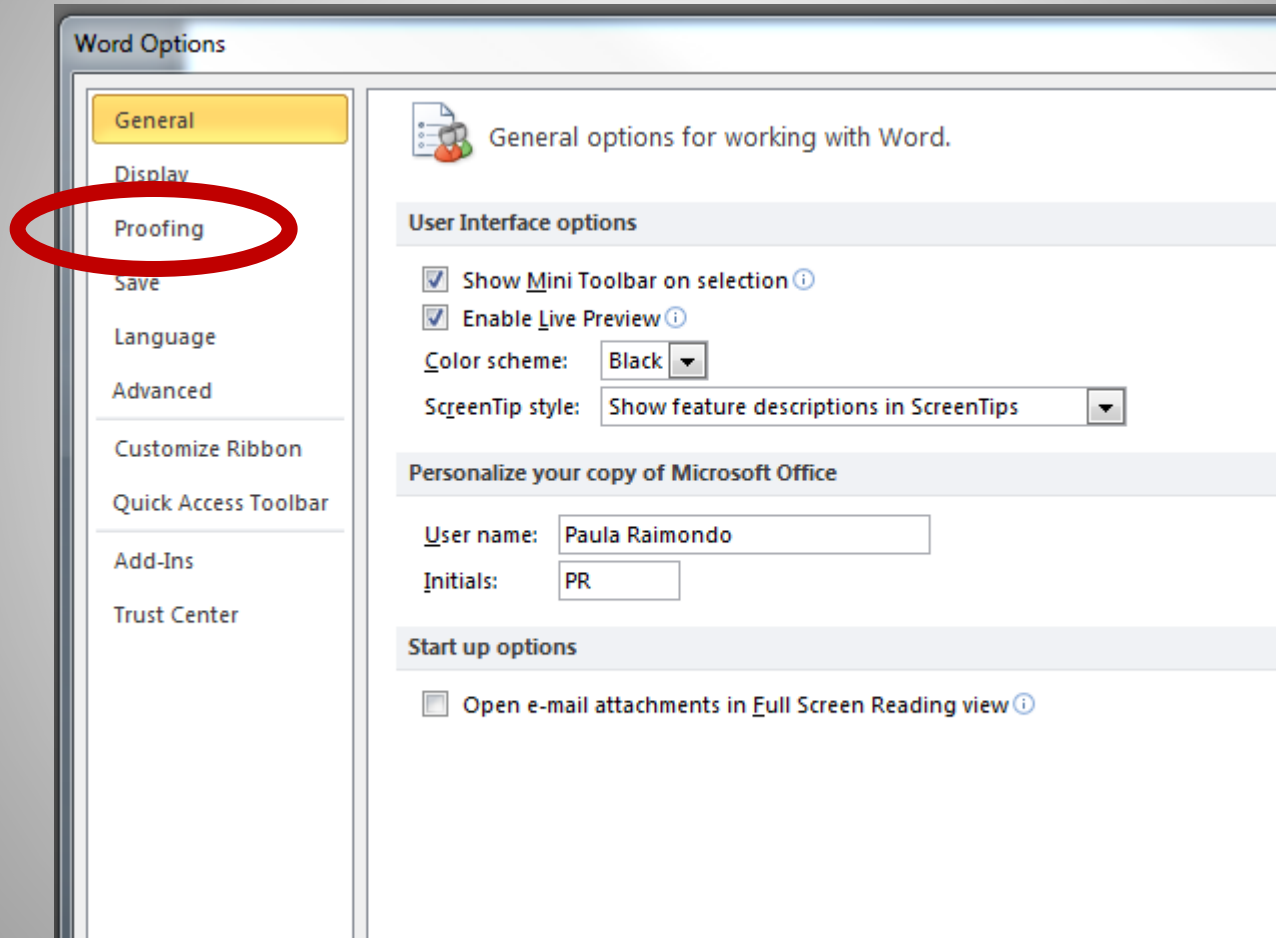 Word Options
General
Display
Proofing
Save
Language
Advanced
Customize Ribbon
Quick Access Toolbar
Add-Ins
Trust Center
General options for working with Word.
User Interface options
Show Mini Toolbar on selection
Enable Live Preview
Color scheme: Black
ScreenTip style: Show feature descriptions in ScreenTips
Personalize your copy of Microsoft Office
User name: Paula Raimondo
Initials: PR
Start up options
Open e-mail attachments in Full Screen Reading view